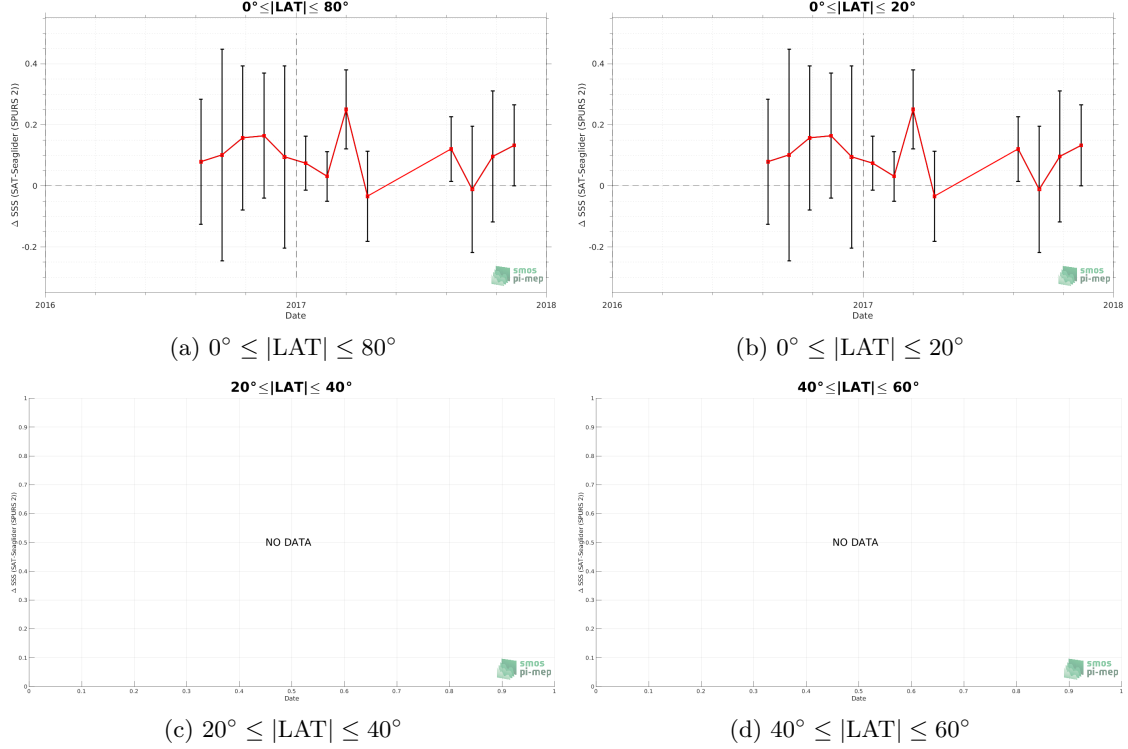 0°≤|LAT|≤ 80°
Δ SSS (SAT-Seaglider (SPURS 2))
0.4
0.2
0
-0.2
smos
pi-mep
2016
2017
2018
Date
(a) 0° ≤ |LAT| ≤ 80°
0°≤|LAT|≤ 20°
Δ SSS (SAT-Seaglider (SPURS 2))
0.4
0.2
0
-0.2
smos
pi-mep
2016
2017
2018
Date
(b) 0° ≤ |LAT| ≤ 20°
20°≤|LAT|≤ 40°
Δ SSS (SAT-Seaglider (SPURS 2))
1
0.9
0.8
0.7
0.6
0.5
0.4
0.3
0.2
0.1
0
NO DATA
smos
pi-mep
0 0.1 0.2 0.3 0.4 0.5 0.6 0.7 0.8 0.9 1
Date
(c) 20° ≤ |LAT| ≤ 40°
40°≤|LAT|≤ 60°
Δ SSS (SAT-Seaglider (SPURS 2))
1
0.9
0.8
0.7
0.6
0.5
0.4
0.3
0.2
0.1
0
NO DATA
smos
pi-mep
0 0.1 0.2 0.3 0.4 0.5 0.6 0.7 0.8 0.9 1
Date
(d) 40° ≤ |LAT| ≤ 60°